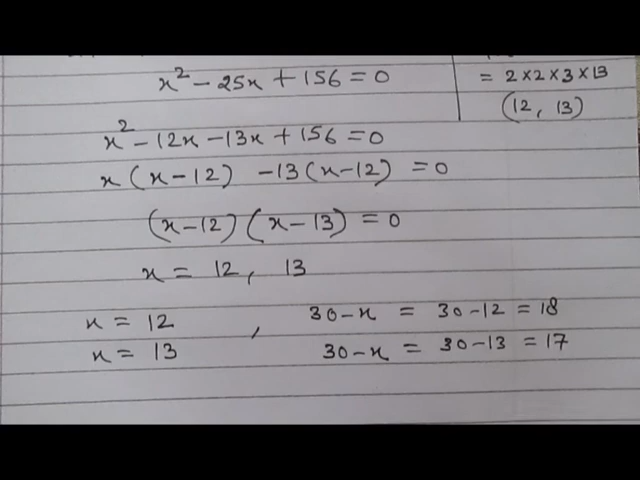 x² - 25x + 156 = 0
= 2×2×3×13
(12, 13)
x² - 12x - 13x + 156 = 0
x(x-12) -13(x-12) = 0
(x-12)(x-13) = 0
x = 12, 13
x = 12 , 30-x = 30-12 = 18
x = 13 30-x = 30-13 = 17